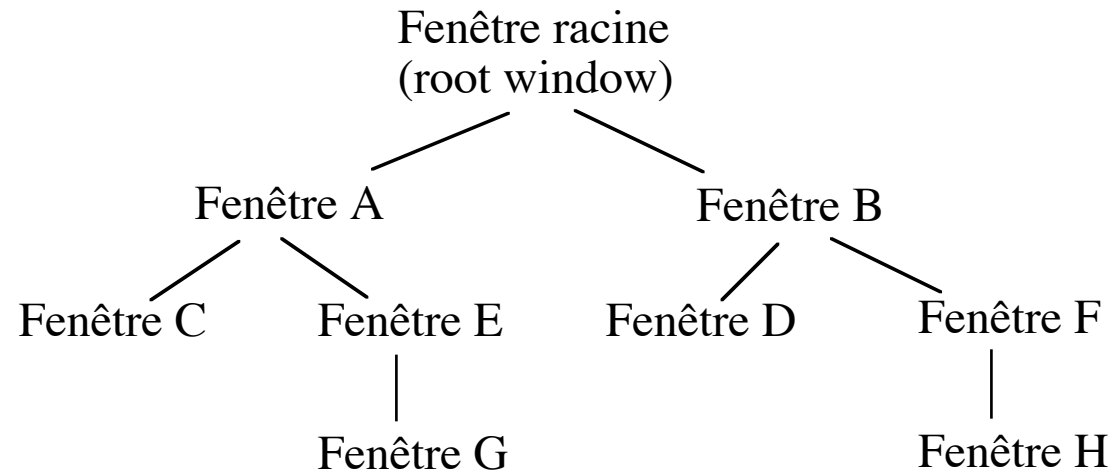 Fenêtre racine
(root window)
Fenêtre A
Fenêtre B
Fenêtre C
Fenêtre E
Fenêtre D
Fenêtre F
Fenêtre G
Fenêtre H